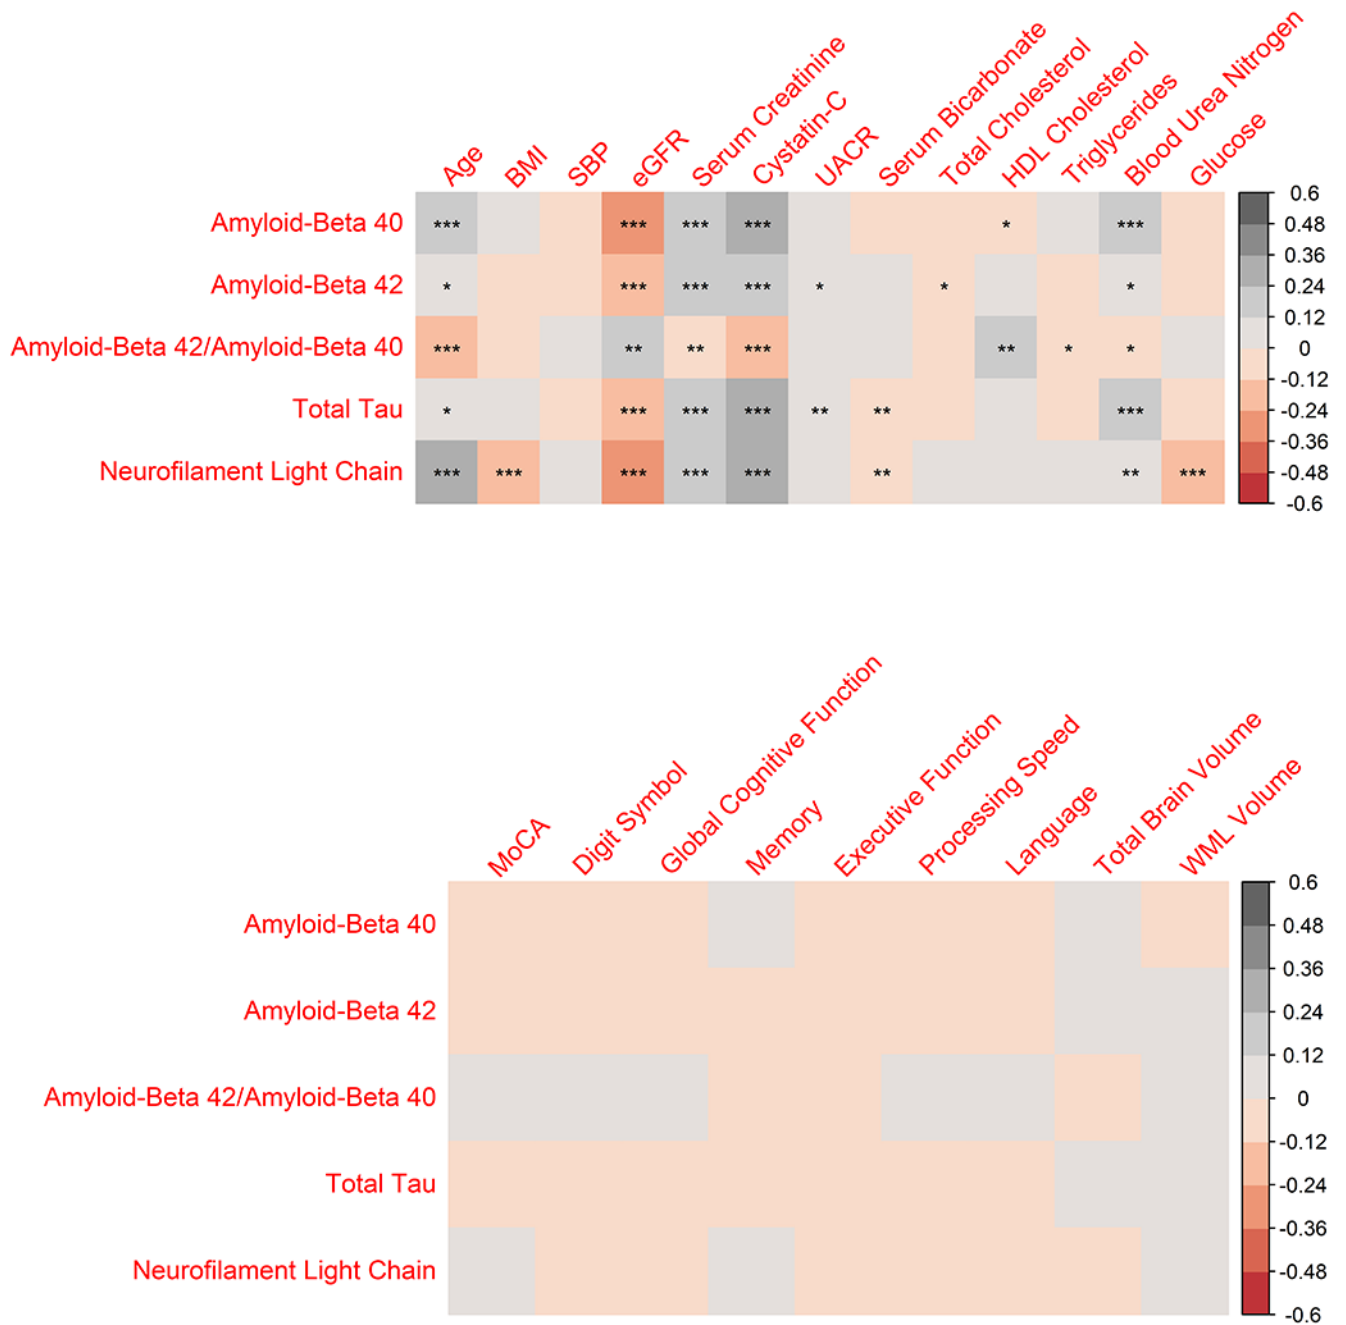 Age
BMI
SBP
eGFR
Serum Creatinine
Cystatin-C
UACR
Serum Bicarbonate
Total Cholesterol
HDL Cholesterol
Triglycerides
Blood Urea Nitrogen
Glucose
Amyloid-Beta 40 *** *** *** *** * ***
Amyloid-Beta 42 * *** *** *** * * *
Amyloid-Beta 42/Amyloid-Beta 40 *** ** ** *** ** * *
Total Tau * *** *** *** ** ** ***
Neurofilament Light Chain *** *** *** *** *** ** ** ***
0.6
0.48
0.36
0.24
0.12
0
-0.12
-0.24
-0.36
-0.48
-0.6
MoCA
Digit Symbol
Global Cognitive Function
Memory
Executive Function
Processing Speed
Language
Total Brain Volume
WML Volume
Amyloid-Beta 40
Amyloid-Beta 42
Amyloid-Beta 42/Amyloid-Beta 40
Total Tau
Neurofilament Light Chain
0.6
0.48
0.36
0.24
0.12
0
-0.12
-0.24
-0.36
-0.48
-0.6